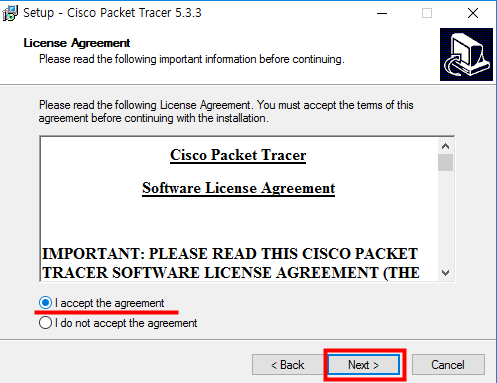 Setup - Cisco Packet Tracer 5.3.3
License Agreement
Please read the following important information before continuing.
Please read the following License Agreement. You must accept the terms of this
agreement before continuing with the installation.
Cisco Packet Tracer
Software License Agreement
IMPORTANT: PLEASE READ THIS CISCO PACKET
TRACER SOFTWARE LICENSE AGREEMENT (THE
I accept the agreement
I do not accept the agreement
< Back
Next >
Cancel